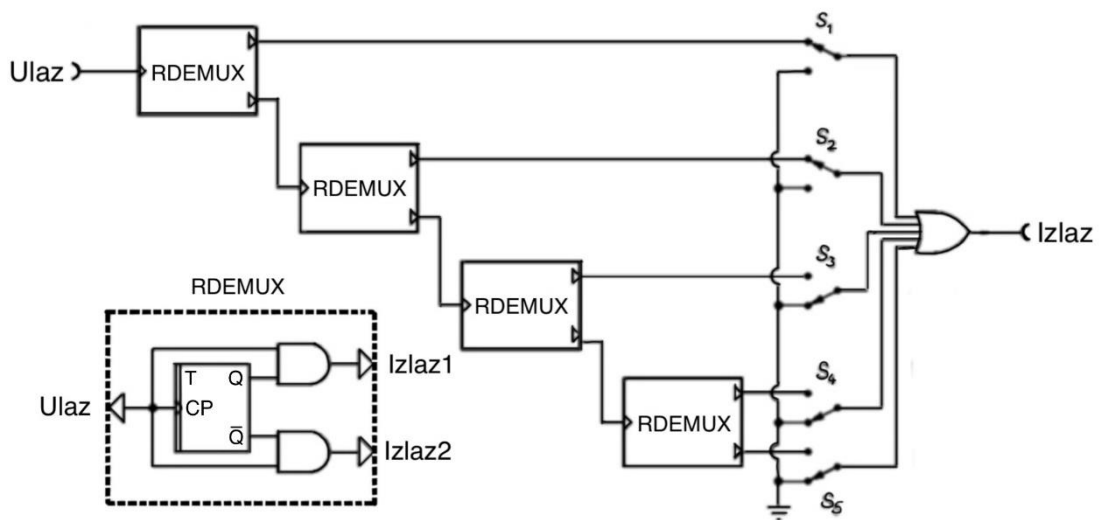 S₁
Ulaz
RDEMUX
S₂
RDEMUX
Izlaz
S₃
RDEMUX
S₄
RDEMUX
S₅
RDEMUX
T Q
Izlaz1
Ulaz
CP
Q̅
Izlaz2